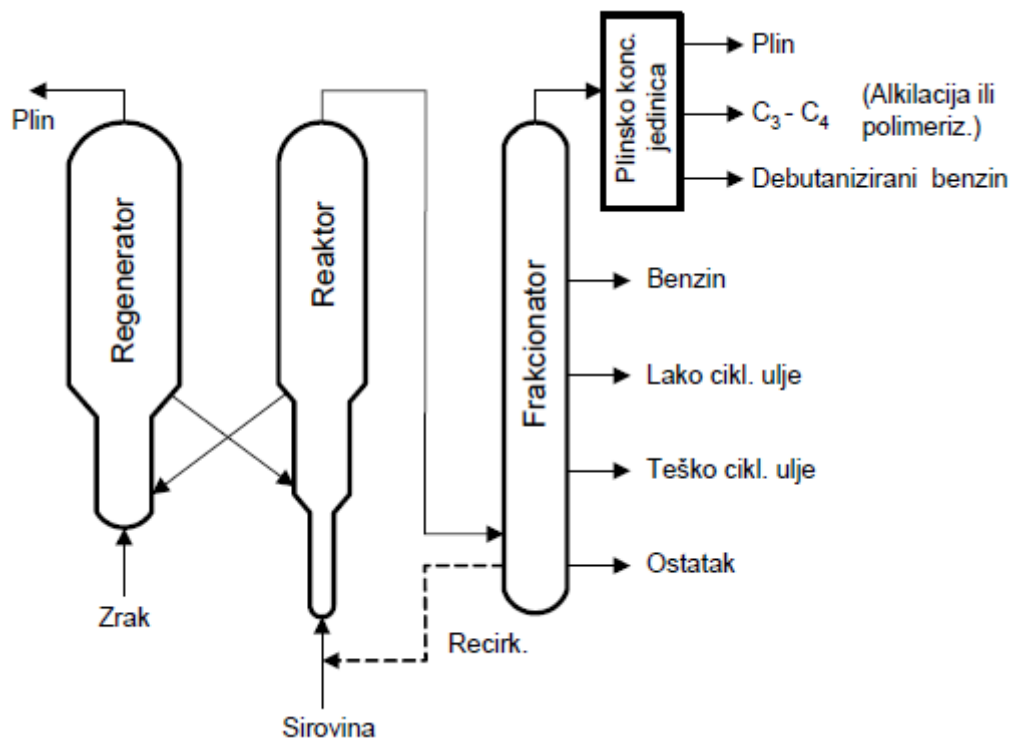 Plin
Regenerator
Zrak
Reaktor
Sirovina
Recirk.
Frakcionator
Plinsko konc.
jedinica
Plin
C₃ - C₄
(Alkilacija ili
polimeriz.)
Debutanizirani benzin
Benzin
Lako cikl. ulje
Teško cikl. ulje
Ostatak